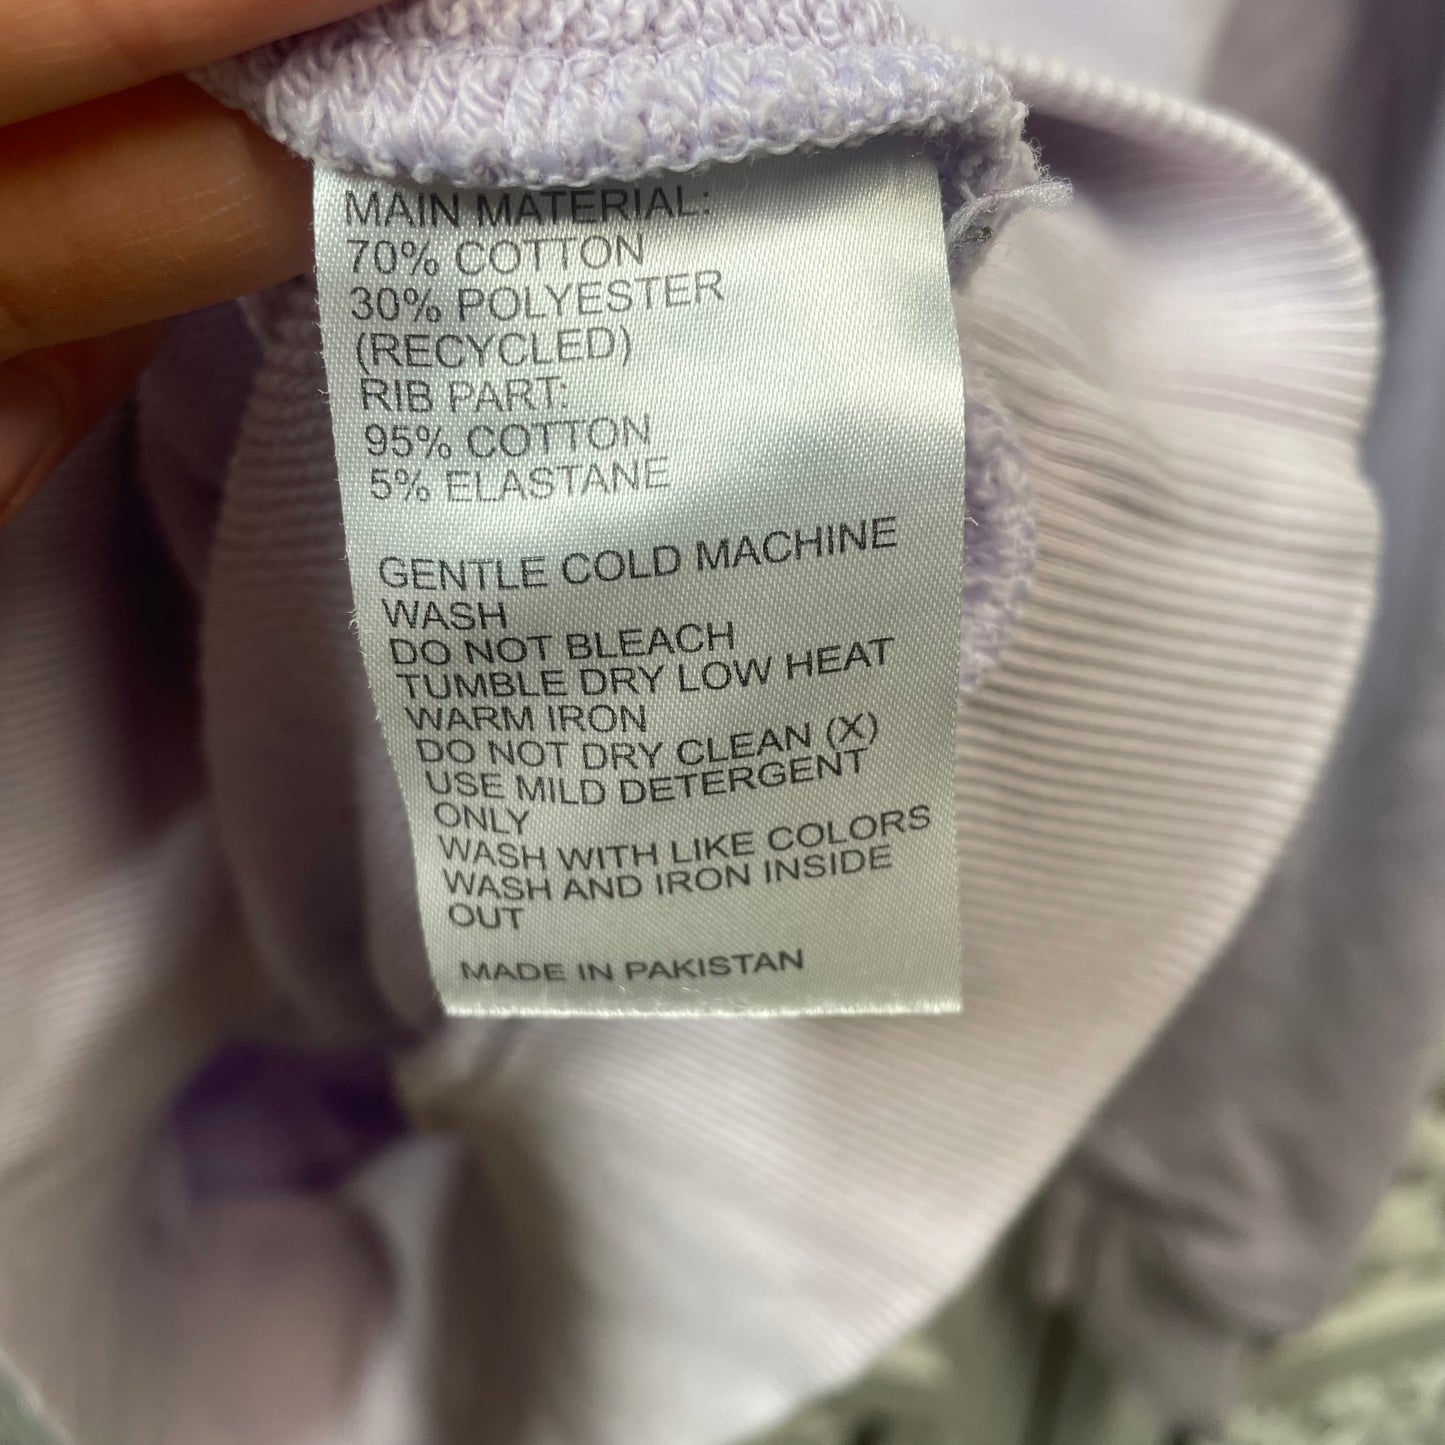 MAIN MATERIAL:
70% COTTON
30% POLYESTER
(RECYCLED)
RIB PART:
95% COTTON
5% ELASTANE
GENTLE COLD MACHINE
WASH
DO NOT BLEACH
TUMBLE DRY LOW HEAT
WARM IRON
DO NOT DRY CLEAN (X)
USE MILD DETERGENT
ONLY
WASH WITH LIKE COLORS
WASH AND IRON INSIDE
OUT
MADE IN PAKISTAN